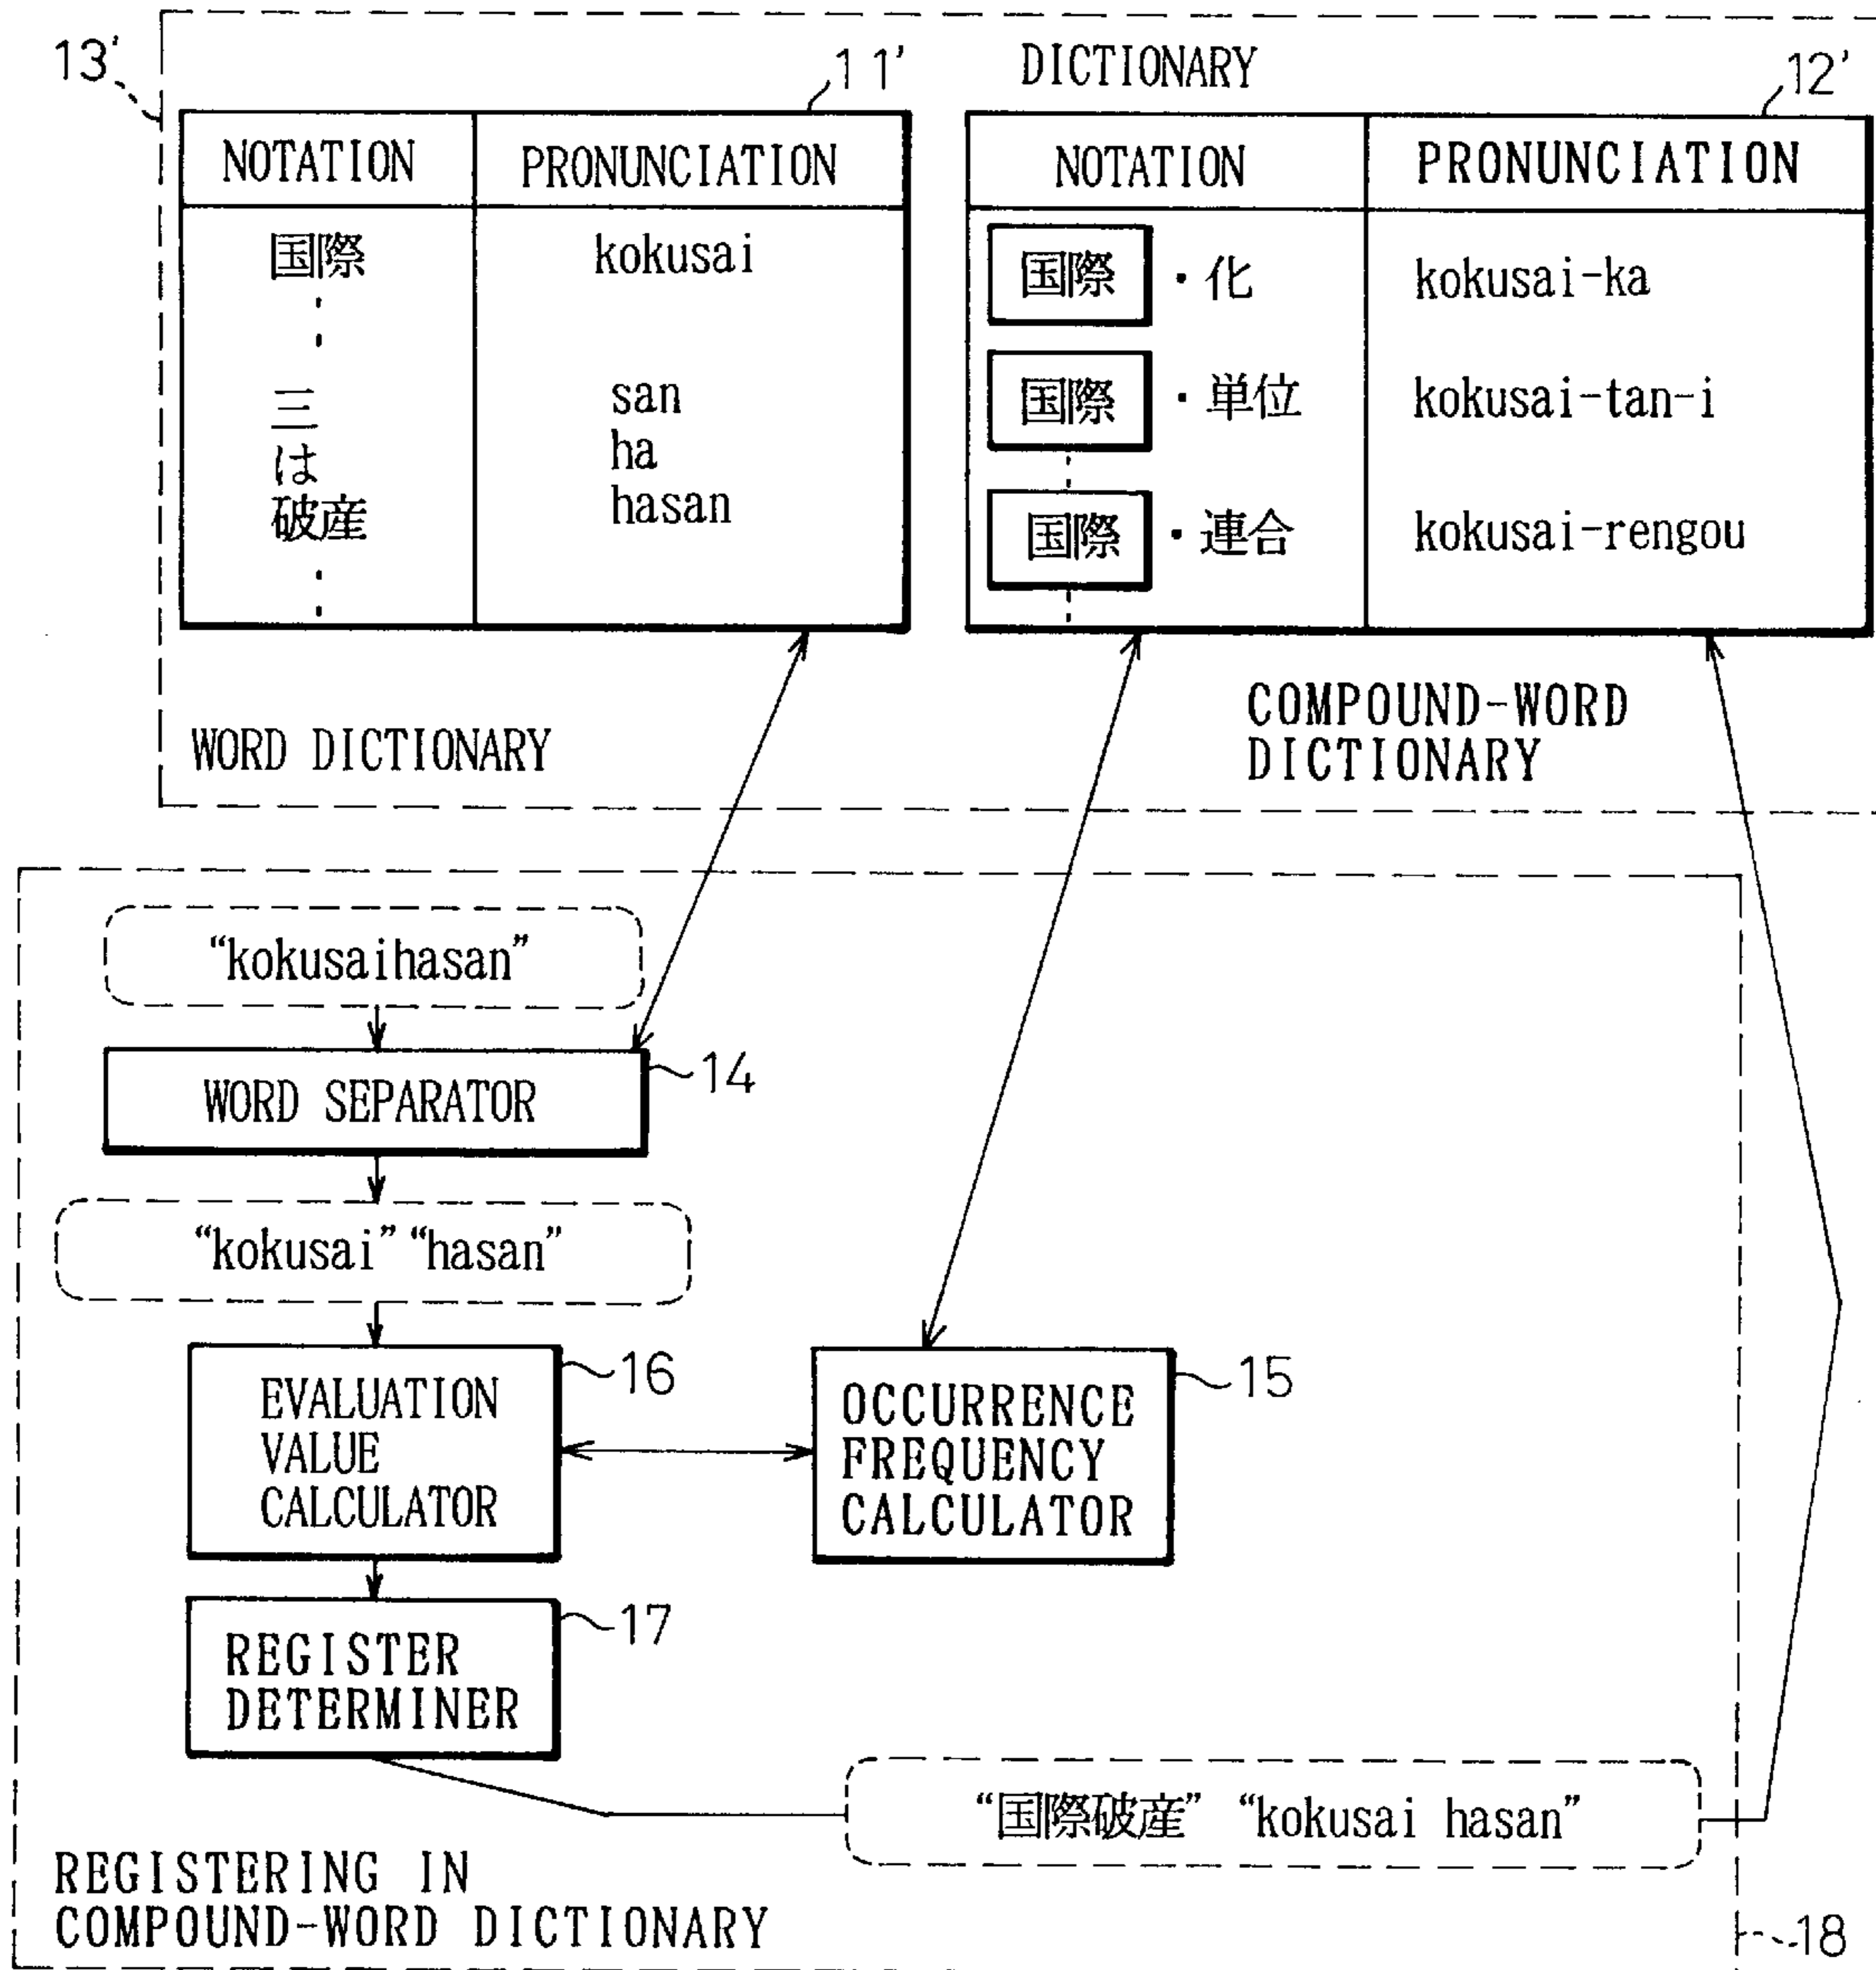 13'
DICTIONARY
11'
12'
NOTATION PRONUNCIATION
国際 kokusai
三 san
は ha
破産 hasan
WORD DICTIONARY
NOTATION PRONUNCIATION
国際 ・化 kokusai-ka
国際 ・単位 kokusai-tan-i
国際 ・連合 kokusai-rengou
COMPOUND-WORD
DICTIONARY
“kokusaihasan”
WORD SEPARATOR
14
“kokusai” “hasan”
EVALUATION
VALUE
CALCULATOR
16
OCCURRENCE
FREQUENCY
CALCULATOR
15
REGISTER
DETERMINER
17
“国際破産” “kokusai hasan”
REGISTERING IN
COMPOUND-WORD DICTIONARY
18